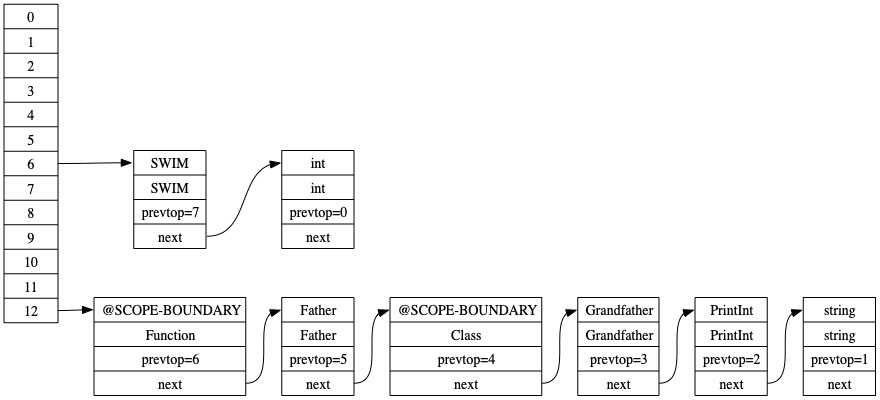 0
1
2
3
4
5
6
7
8
9
10
11
12
SWIM
SWIM
prevtop=7
next
int
int
prevtop=0
next
@SCOPE-BOUNDARY
Function
prevtop=6
next
Father
Father
prevtop=5
next
@SCOPE-BOUNDARY
Class
prevtop=4
next
Grandfather
Grandfather
prevtop=3
next
PrintInt
PrintInt
prevtop=2
next
string
string
prevtop=1
next